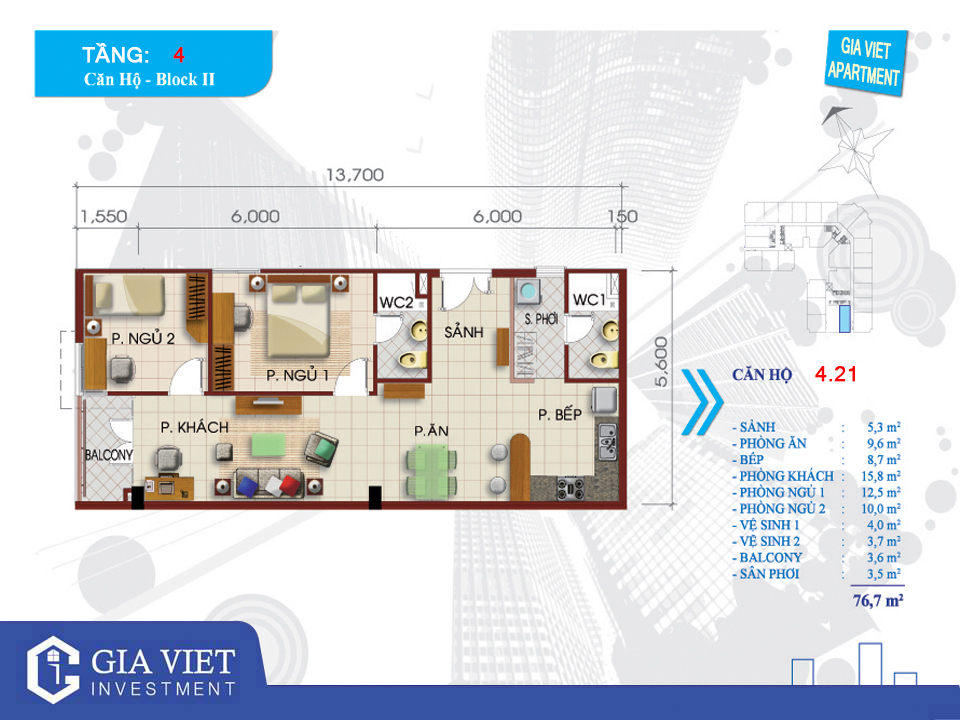 TẦNG: 4
Căn Hộ - Block II
GIA VIET
APARTMENT
13,700
1,550 6,000 6,000 150
5,600
P. NGỦ 2
P. NGỦ 1
WC2
SẢNH
S. PHƠI
WC1
P. KHÁCH
P.ĂN
P. BẾP
BALCONY
CĂN HỘ 4.21
- SẢNH : 5,3 m²
- PHÒNG ĂN : 9,6 m²
- BẾP : 8,7 m²
- PHÒNG KHÁCH : 15,8 m²
- PHÒNG NGỦ 1 : 12,5 m²
- PHÒNG NGỦ 2 : 10,0 m²
- VỆ SINH 1 : 4,0 m²
- VỆ SINH 2 : 3,7 m²
- BALCONY : 3,6 m²
- SÂN PHƠI : 3,5 m²
76,7 m²
GIA VIET
INVESTMENT